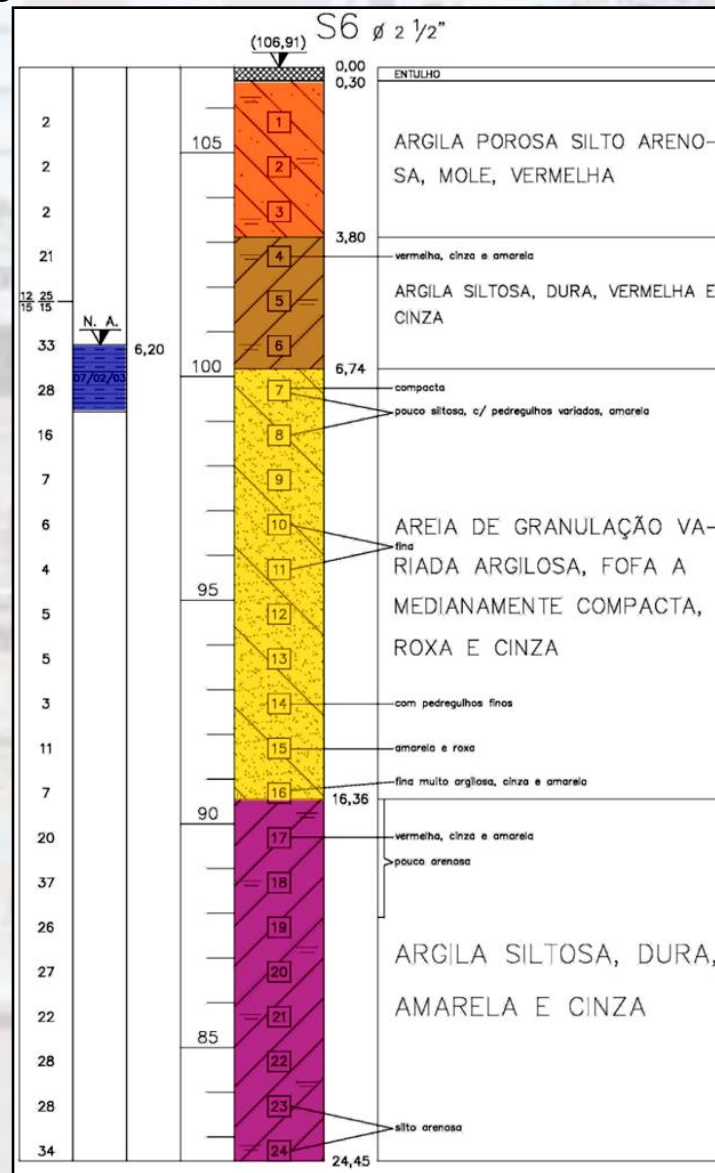 S6 ø 2 1/2"
(106,91)
0,00
ENTULHO
0,30
2
1
105
ARGILA POROSA SILTO ARENO-
SA, MOLE, VERMELHA
2
2
2
3
3,80
21
4
vermelha, cinza e amarela
ARGILA SILTOSA, DURA, VERMELHA E
CINZA
12 25
15 15
5
N. A.
33
6,20
6
6,74
100
07/02/03
28
7
compacta
pouco siltosa, c/ pedregulhos variados, amarela
16
8
7
9
6
10
AREIA DE GRANULAÇÃO VA-
fina
RIADA ARGILOSA, FOFA A
MEDIANAMENTE COMPACTA,
ROXA E CINZA
4
11
95
5
12
5
13
3
14
com pedregulhos finos
11
15
amarela e roxa
7
16
fina muito argilosa, cinza e amarela
16,36
90
20
17
vermelha, cinza e amarela
pouco arenosa
37
18
26
19
ARGILA SILTOSA, DURA,
AMARELA E CINZA
27
20
22
21
85
28
22
28
23
silto arenosa
34
24
24,45